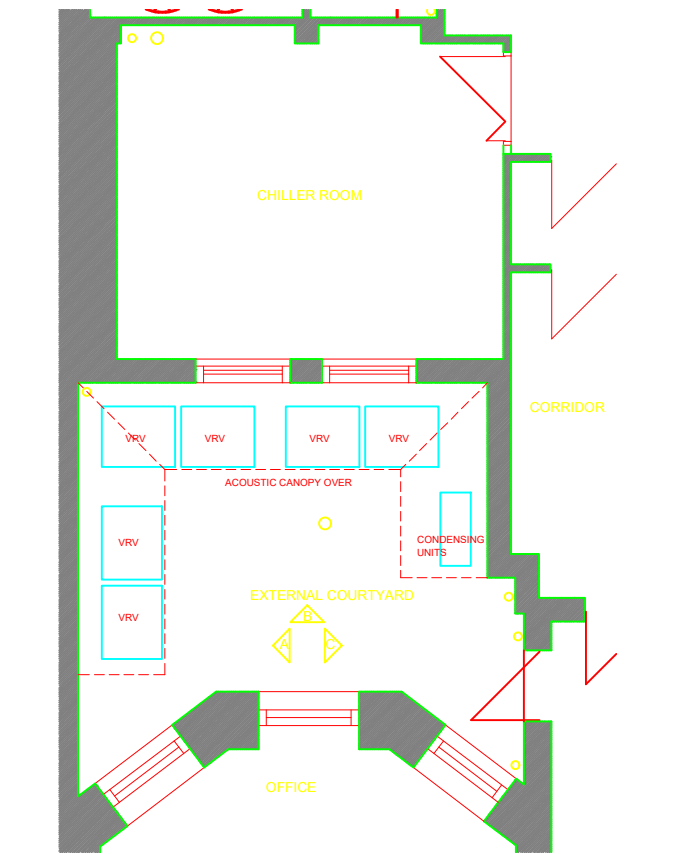 CHILLER ROOM
CORRIDOR
VRV
VRV
VRV
VRV
ACOUSTIC CANOPY OVER
VRV
CONDENSING
UNITS
EXTERNAL COURTYARD
VRV
B
A
C
OFFICE